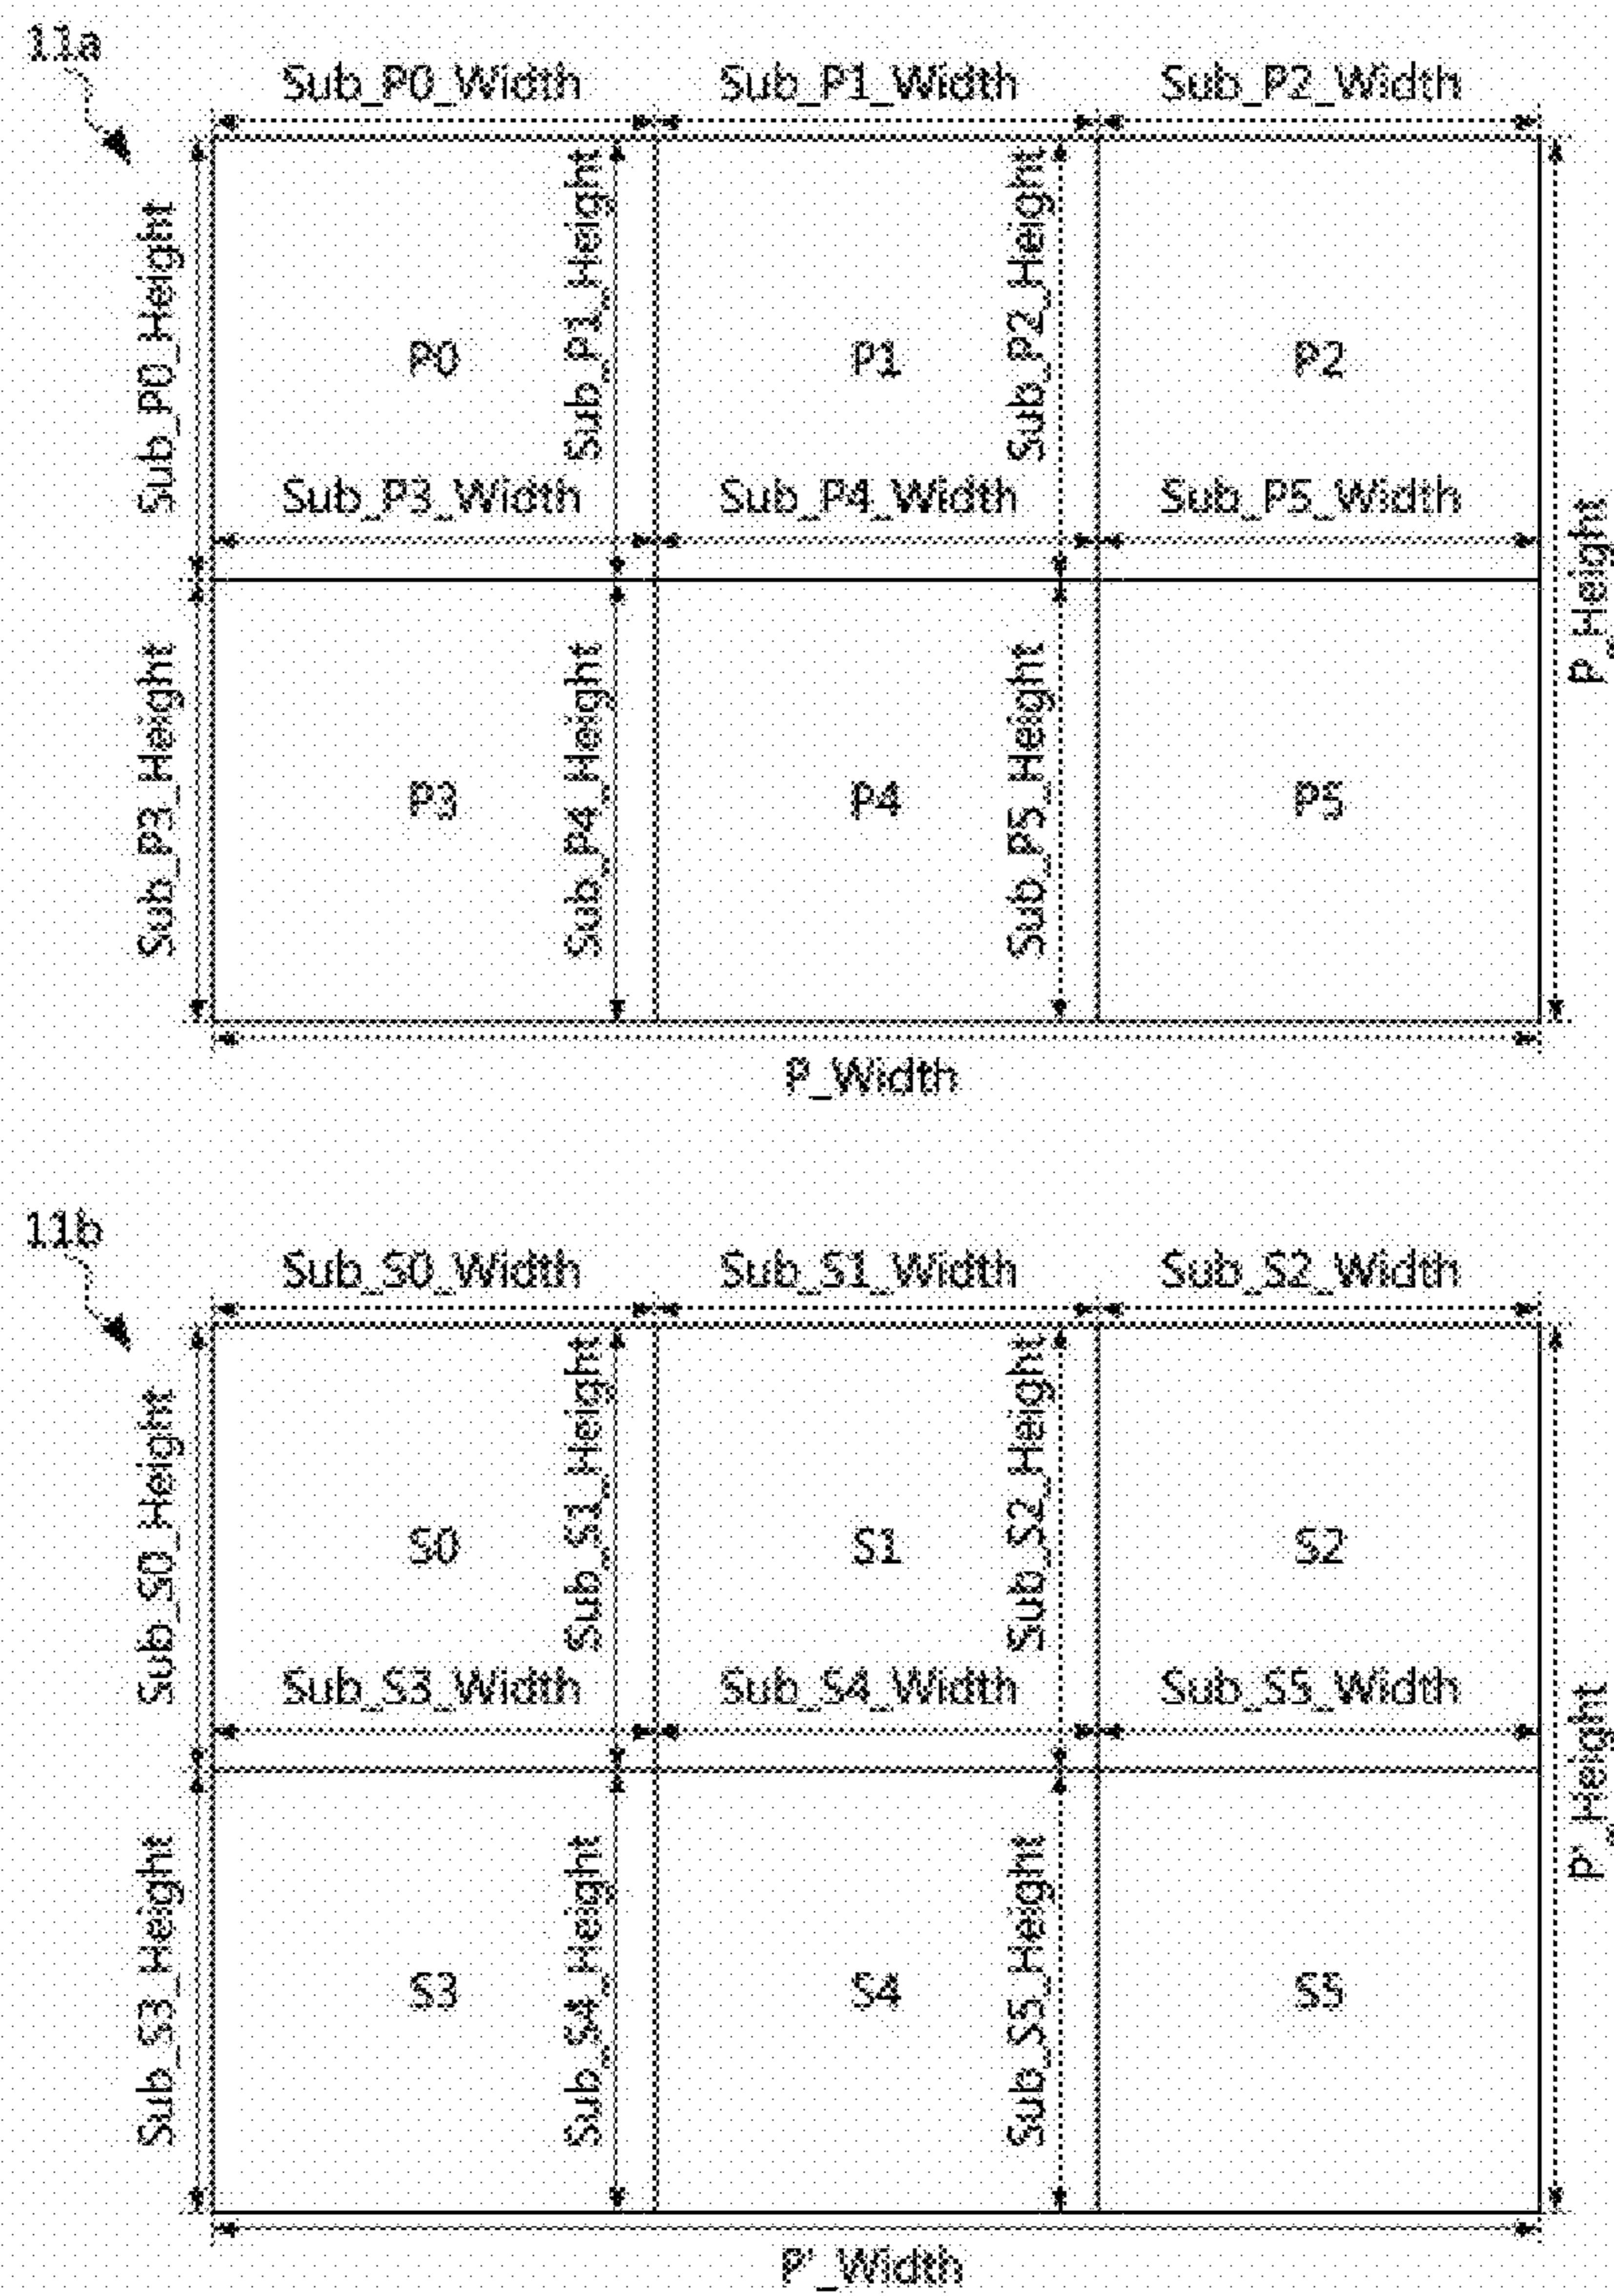 11a
Sub_P0_Width Sub_P1_Width Sub_P2_Width
Sub_P0_Height
Sub_P1_Height
Sub_P2_Height
P0 P1 P2
Sub_P3_Width Sub_P4_Width Sub_P5_Width
P_Height
Sub_P3_Height
Sub_P4_Height
Sub_P5_Height
P3 P4 P5
P_Width
11b
Sub_S0_Width Sub_S1_Width Sub_S2_Width
Sub_S0_Height
Sub_S1_Height
Sub_S2_Height
S0 S1 S2
Sub_S3_Width Sub_S4_Width Sub_S5_Width
P'_Height
Sub_S3_Height
Sub_S4_Height
Sub_S5_Height
S3 S4 S5
P'_Width